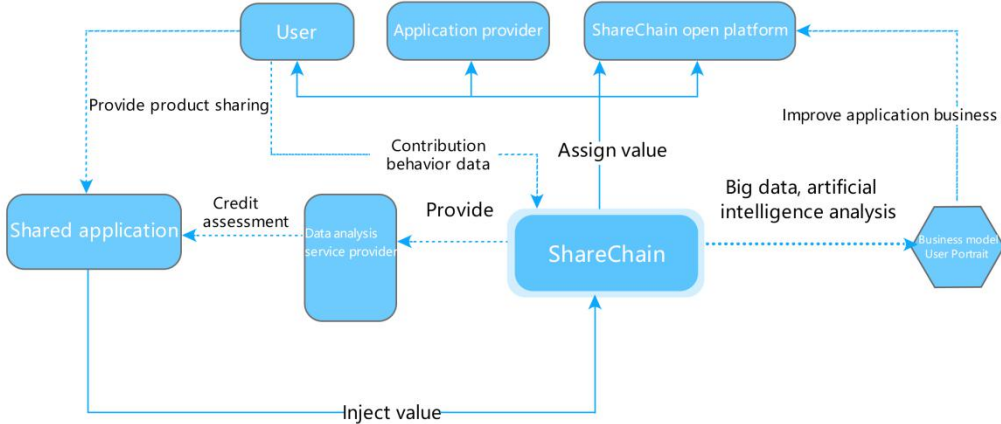 User
Application provider
ShareChain open platform
Provide product sharing
Improve application business
Contribution
behavior data
Assign value
Big data, artificial
intelligence analysis
Credit
assessment
Provide
Shared application
Data analysis
service provider
ShareChain
Business model
User Portrait
Inject value